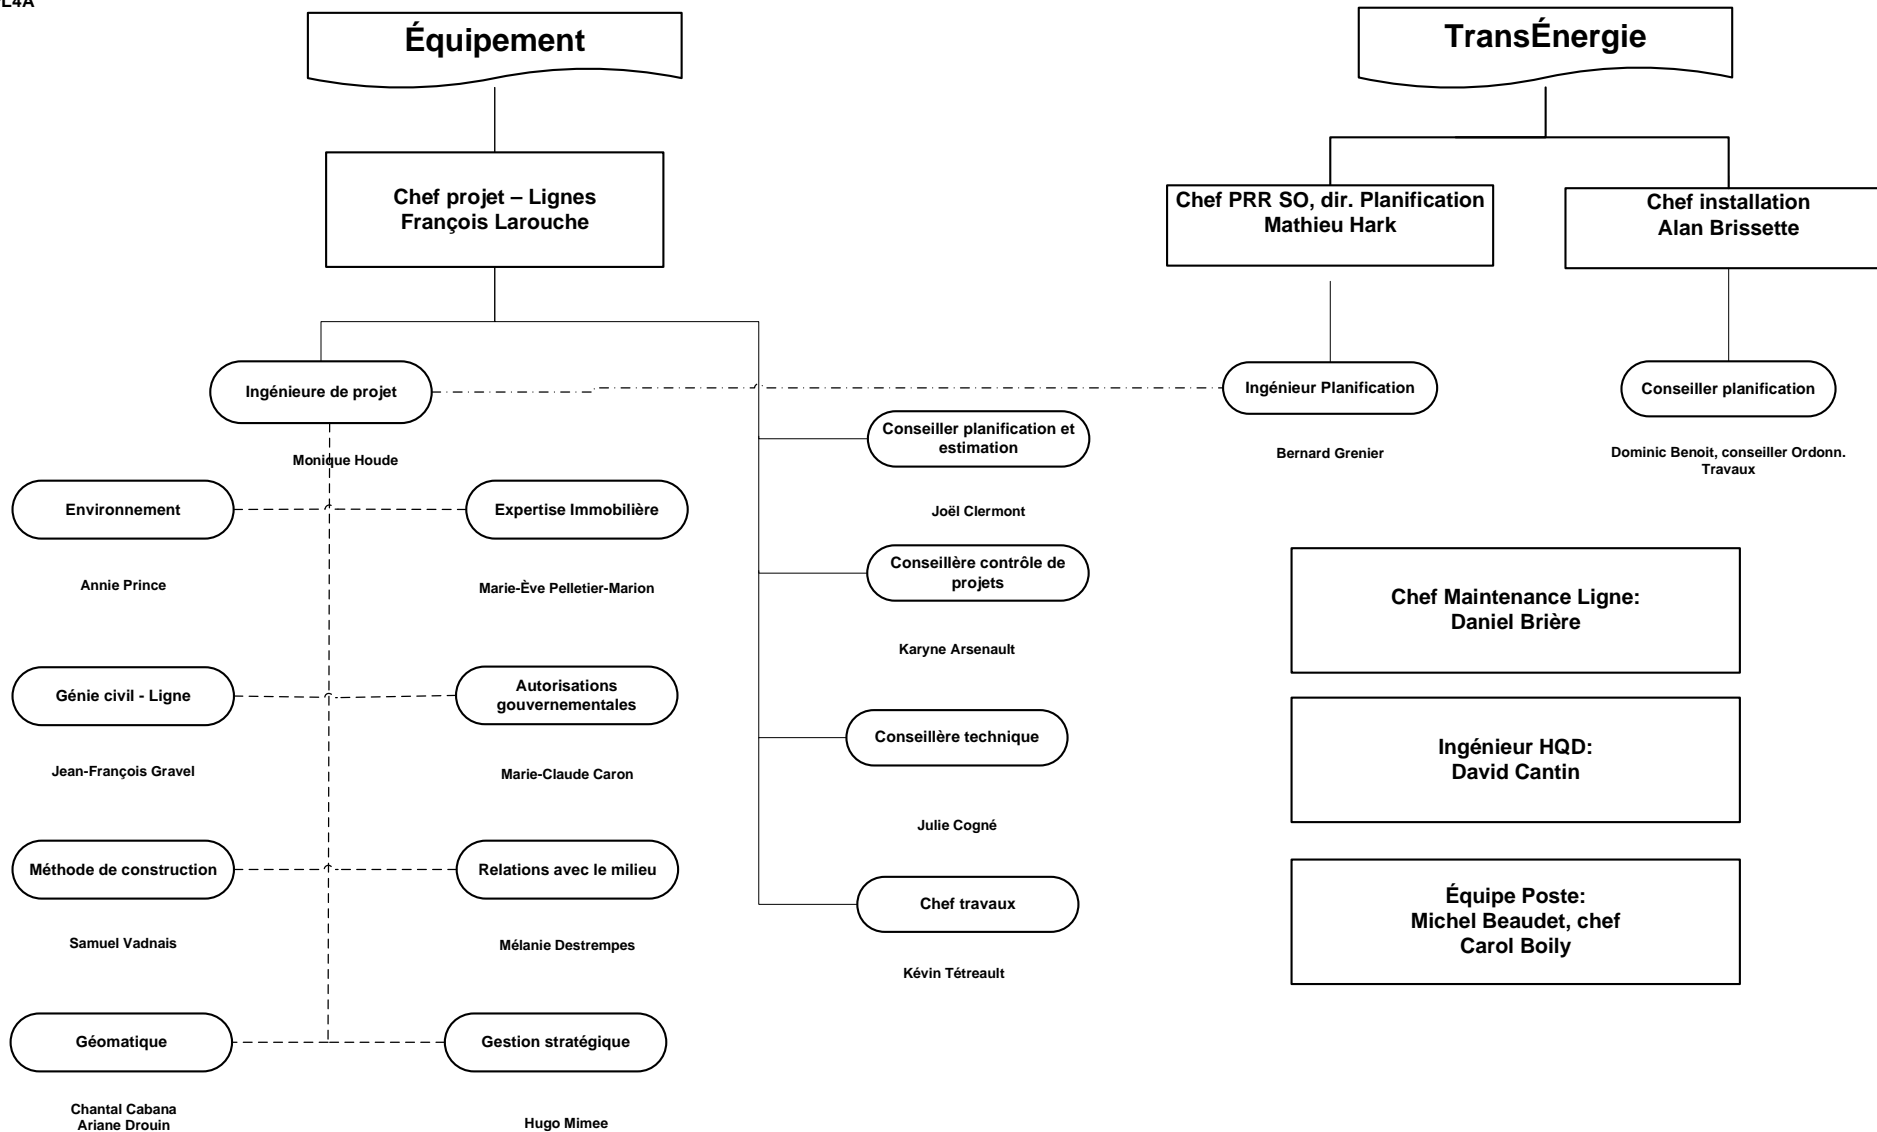 L4A
Équipement
TransÉnergie
Chef projet – Lignes
François Larouche
Chef PRR SO, dir. Planification
Mathieu Hark
Chef installation
Alan Brissette
Ingénieure de projet
Monique Houde
Ingénieur Planification
Bernard Grenier
Conseiller planification
Dominic Benoit, conseiller Ordonn.
Travaux
Conseiller planification et
estimation
Joël Clermont
Environnement
Annie Prince
Expertise Immobilière
Marie-Ève Pelletier-Marion
Conseillère contrôle de
projets
Karyne Arsenault
Chef Maintenance Ligne:
Daniel Brière
Génie civil - Ligne
Jean-François Gravel
Autorisations
gouvernementales
Marie-Claude Caron
Conseillère technique
Julie Cogné
Ingénieur HQD:
David Cantin
Méthode de construction
Samuel Vadnais
Relations avec le milieu
Mélanie Destrempes
Chef travaux
Kévin Tétreault
Équipe Poste:
Michel Beaudet, chef
Carol Boily
Géomatique
Chantal Cabana
Ariane Drouin
Gestion stratégique
Hugo Mimee